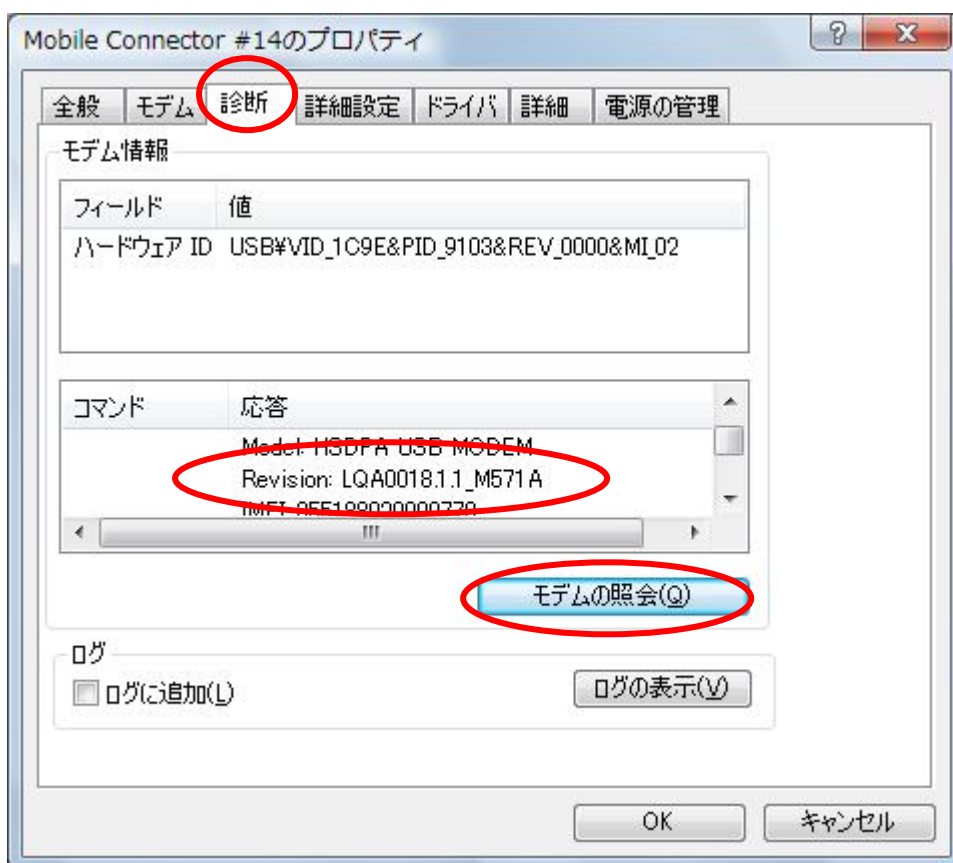 Mobile Connector #14のプロパティ
全般 モデム 診断 詳細設定 ドライバ 詳細 電源の管理
モデム情報
フィールド 値
ハードウェア ID USB¥VID_1C9E&PID_9103&REV_0000&MI_02
コマンド 応答
Model: HSDPA USB MODEM
Revision: LQA0018.1.1_M571A
モデムの照会(Q)
ログ
ログに追加(L) ログの表示(V)
OK キャンセル